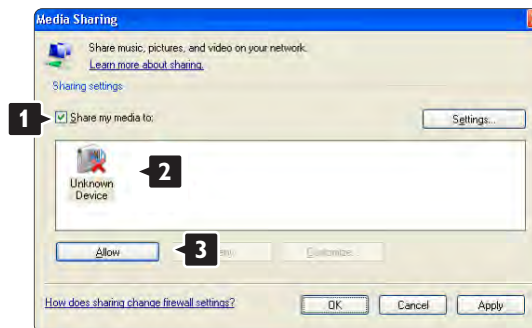 Media Sharing
Share music, pictures, and video on your network.
Learn more about sharing.
Sharing settings
1
Share my media to:
Settings...
2
Unknown
Device
Allow
3
Customize...
How does sharing change firewall settings?
OK
Cancel
Apply